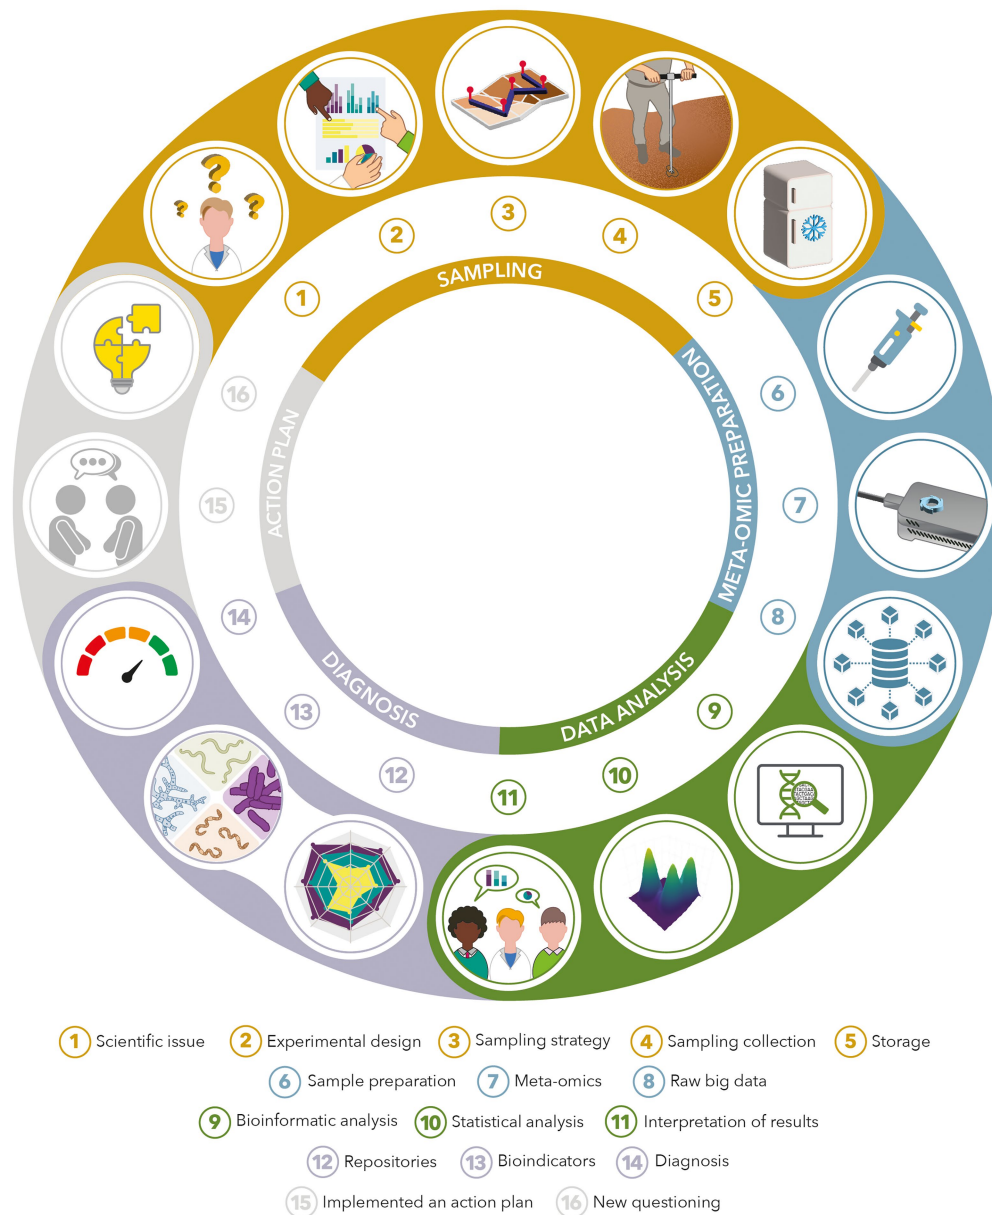 3
2
4
SAMPLING
1
5
META-OMIC PREPARATION
16
6
ACTION PLAN
15
7
14
8
DIAGNOSIS
DATA ANALYSIS
13
9
12
10
11
1 Scientific issue
2 Experimental design
3 Sampling strategy
4 Sampling collection
5 Storage
6 Sample preparation
7 Meta-omics
8 Raw big data
9 Bioinformatic analysis
10 Statistical analysis
11 Interpretation of results
12 Repositories
13 Bioindicators
14 Diagnosis
15 Implemented an action plan
16 New questioning